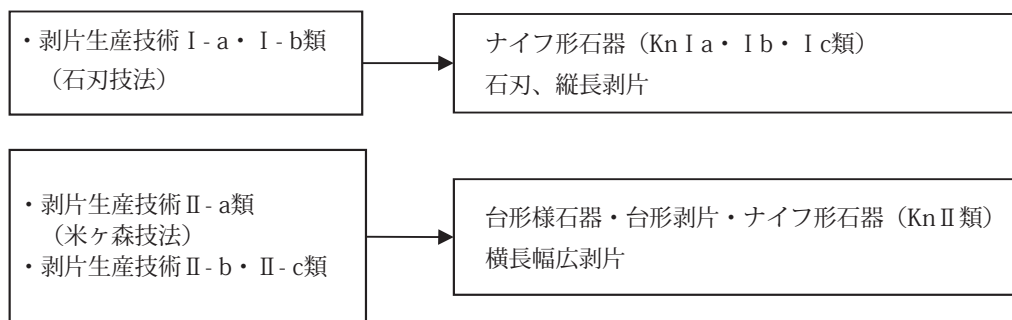 ・剥片生産技術Ⅰ- a・Ⅰ- b類
（石刃技法）
ナイフ形石器（KnⅠa・Ⅰb・Ⅰc類）
石刃、縦長剥片
・剥片生産技術Ⅱ- a類
（米ヶ森技法）
・剥片生産技術Ⅱ- b・Ⅱ- c類
台形様石器・台形剥片・ナイフ形石器（KnⅡ類）
横長幅広剥片